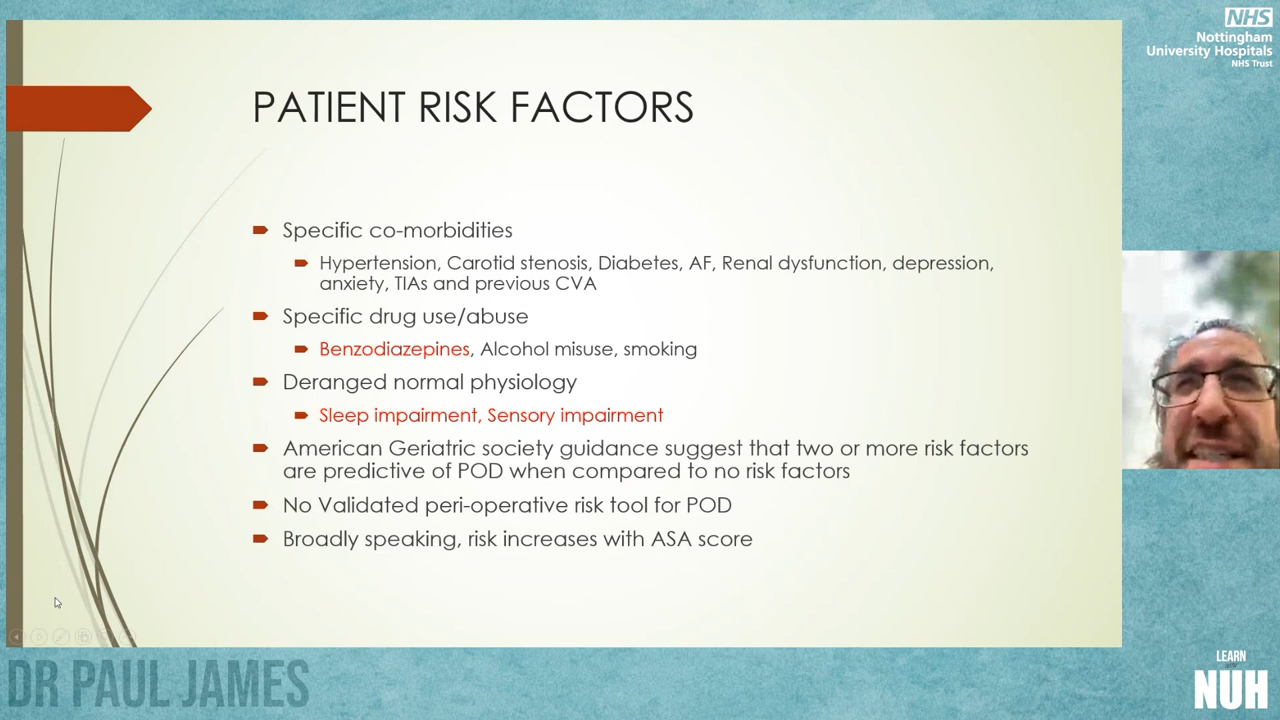 PATIENT RISK FACTORS
Specific co-morbidities
Hypertension, Carotid stenosis, Diabetes, AF, Renal dysfunction, depression,
anxiety, TIAs and previous CVA
Specific drug use/abuse
Benzodiazepines, Alcohol misuse, smoking
Deranged normal physiology
Sleep impairment, Sensory impairment
American Geriatric society guidance suggest that two or more risk factors
are predictive of POD when compared to no risk factors
No Validated peri-operative risk tool for POD
Broadly speaking, risk increases with ASA score
NHS
Nottingham
University Hospitals
NHS Trust
DR PAUL JAMES
LEARN
NUH